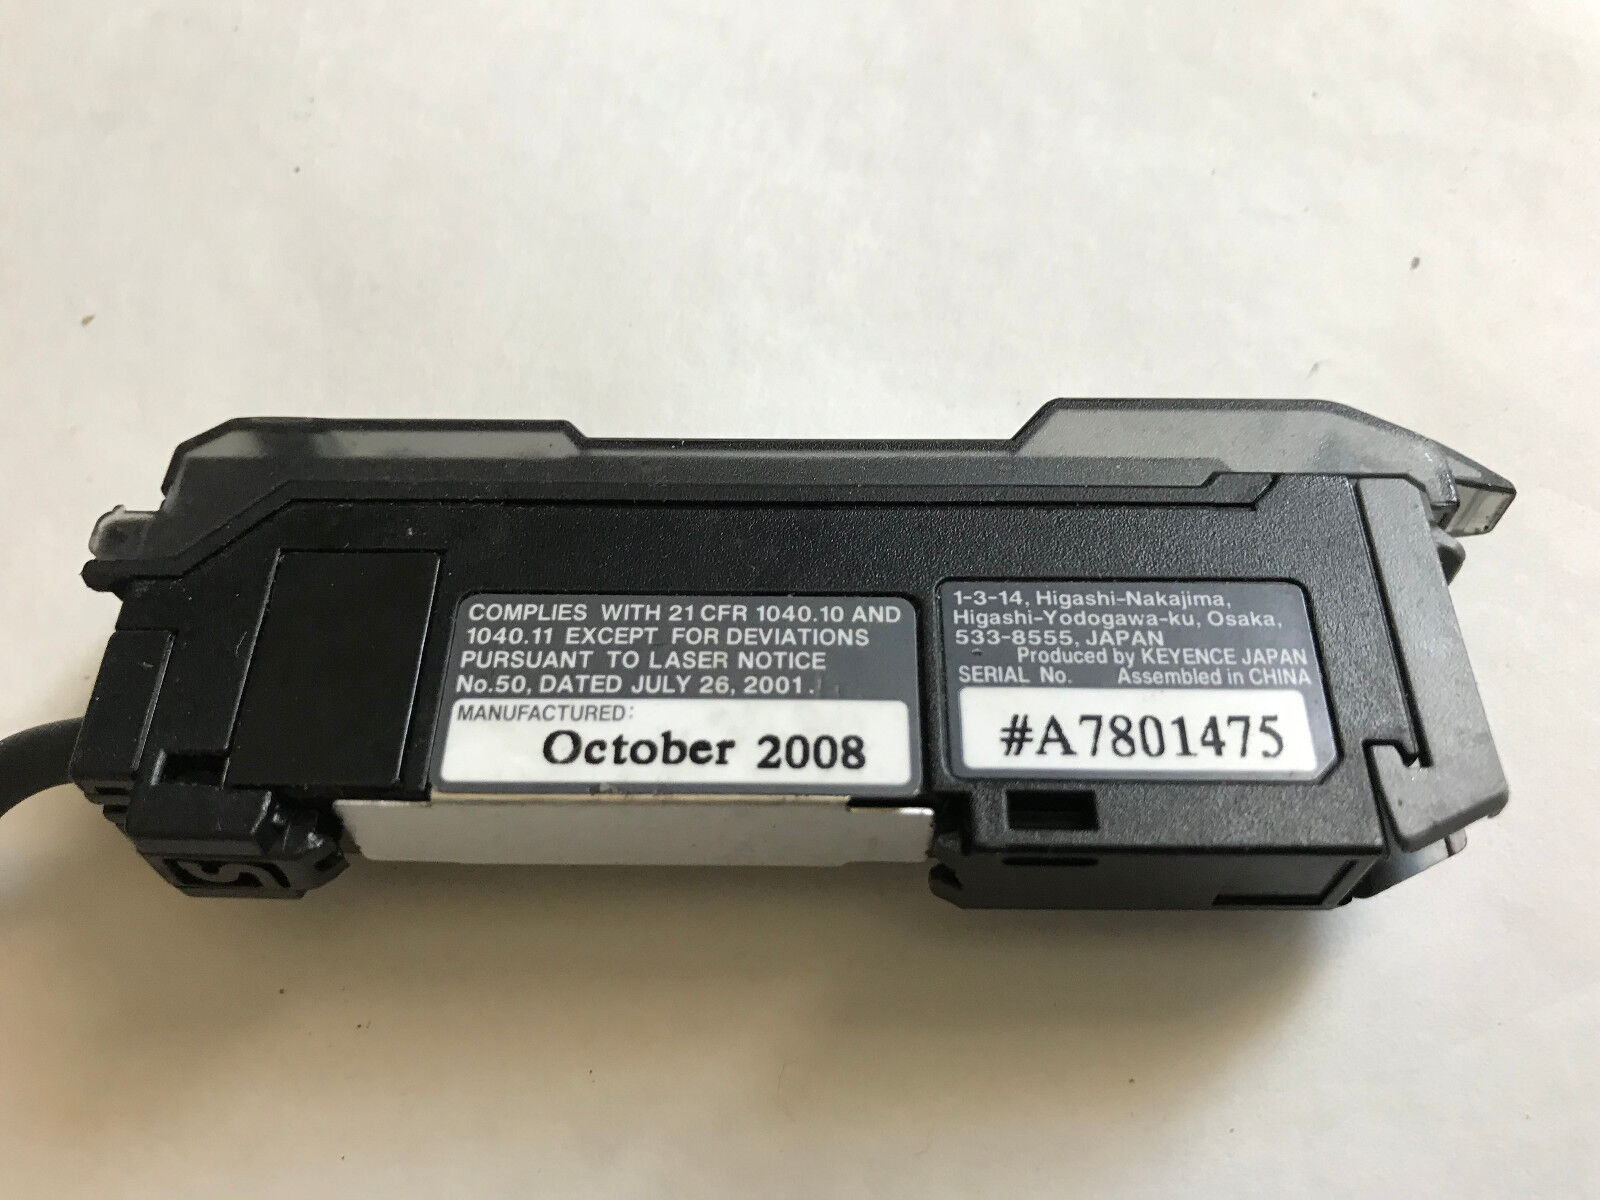 COMPLIES WITH 21 CFR 1040.10 AND
1040.11 EXCEPT FOR DEVIATIONS
PURSUANT TO LASER NOTICE
No.50, DATED JULY 26, 2001.
MANUFACTURED:
October 2008
1-3-14, Higashi-Nakajima,
Higashi-Yodogawa-ku, Osaka,
533-8555, JAPAN
Produced by KEYENCE JAPAN
SERIAL No. Assembled in CHINA
#A7801475